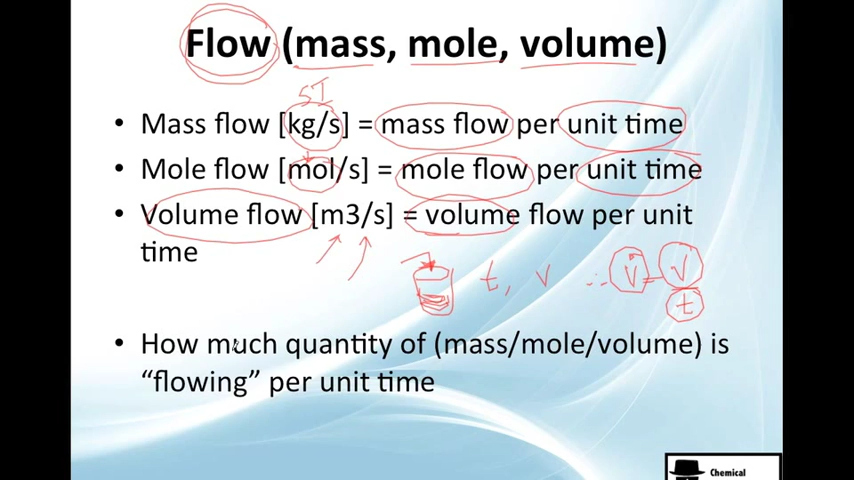 Flow (mass, mole, volume)
SI
• Mass flow [kg/s] = mass flow per unit time
• Mole flow [mol/s] = mole flow per unit time
• Volume flow [m3/s] = volume flow per unit
time
t, v ∴ V̇ = V/t
• How much quantity of (mass/mole/volume) is
“flowing” per unit time
Chemical